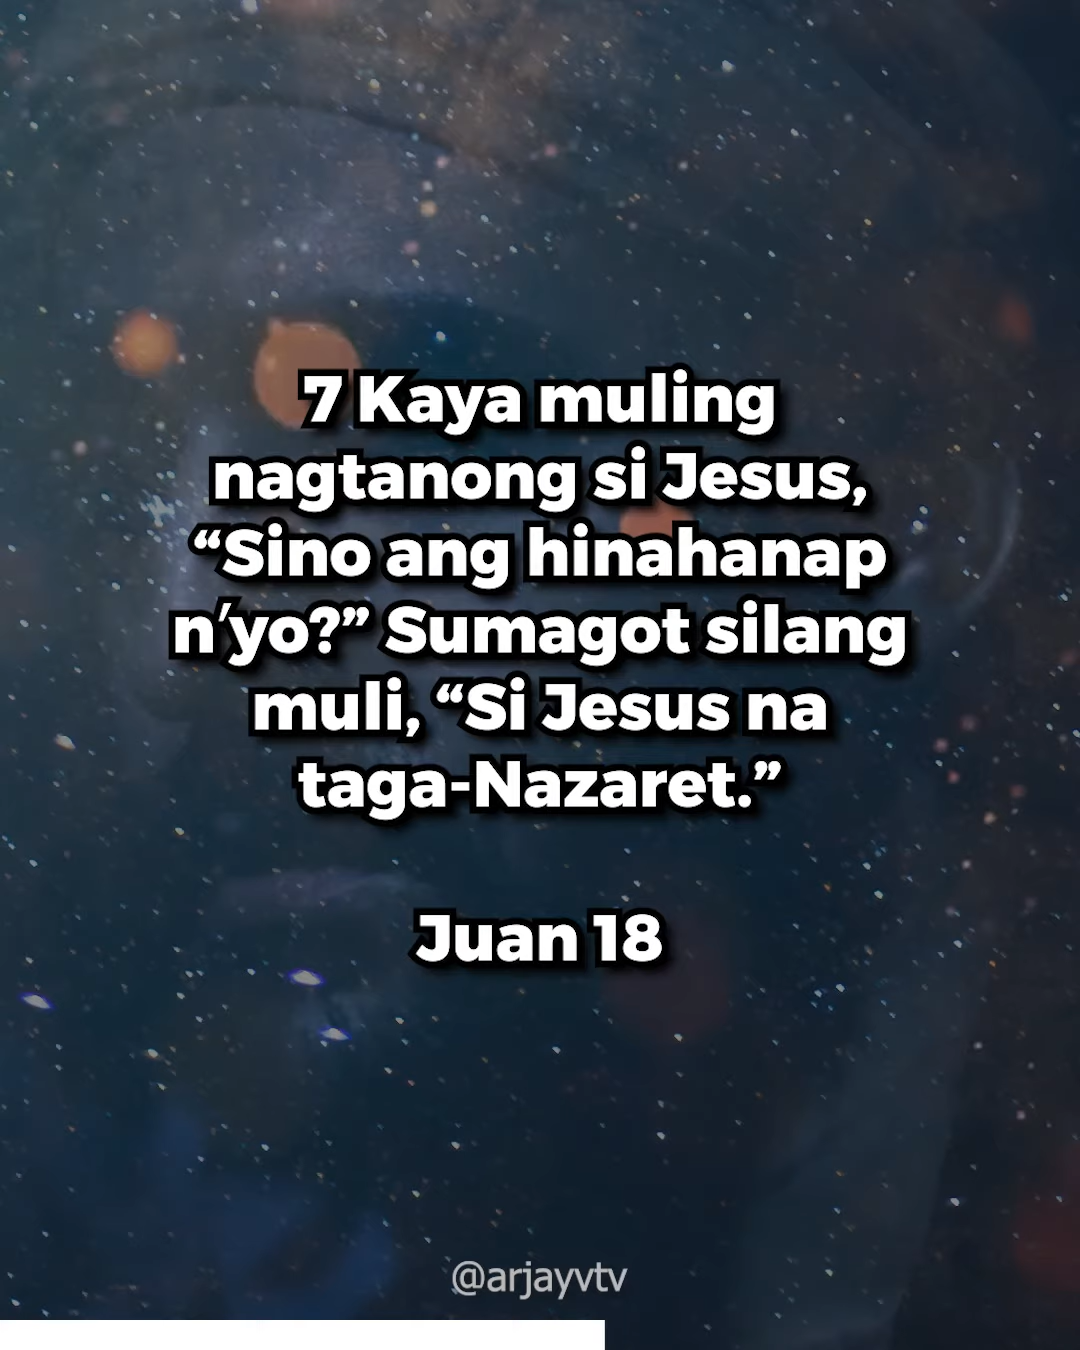 7 Kaya muling
nagtanong si Jesus,
“Sino ang hinahanap
n’yo?” Sumagot silang
muli, “Si Jesus na
taga-Nazaret.”
Juan 18
@arjayvtv